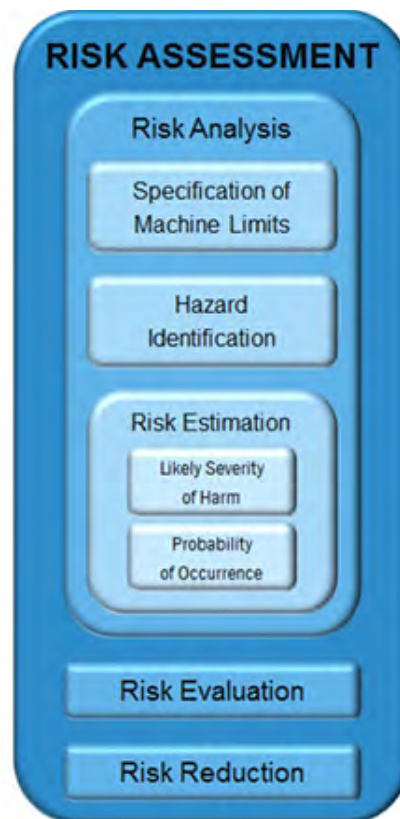 RISK ASSESSMENT
Risk Analysis
Specification of
Machine Limits
Hazard
Identification
Risk Estimation
Likely Severity
of Harm
Probability
of Occurrence
Risk Evaluation
Risk Reduction